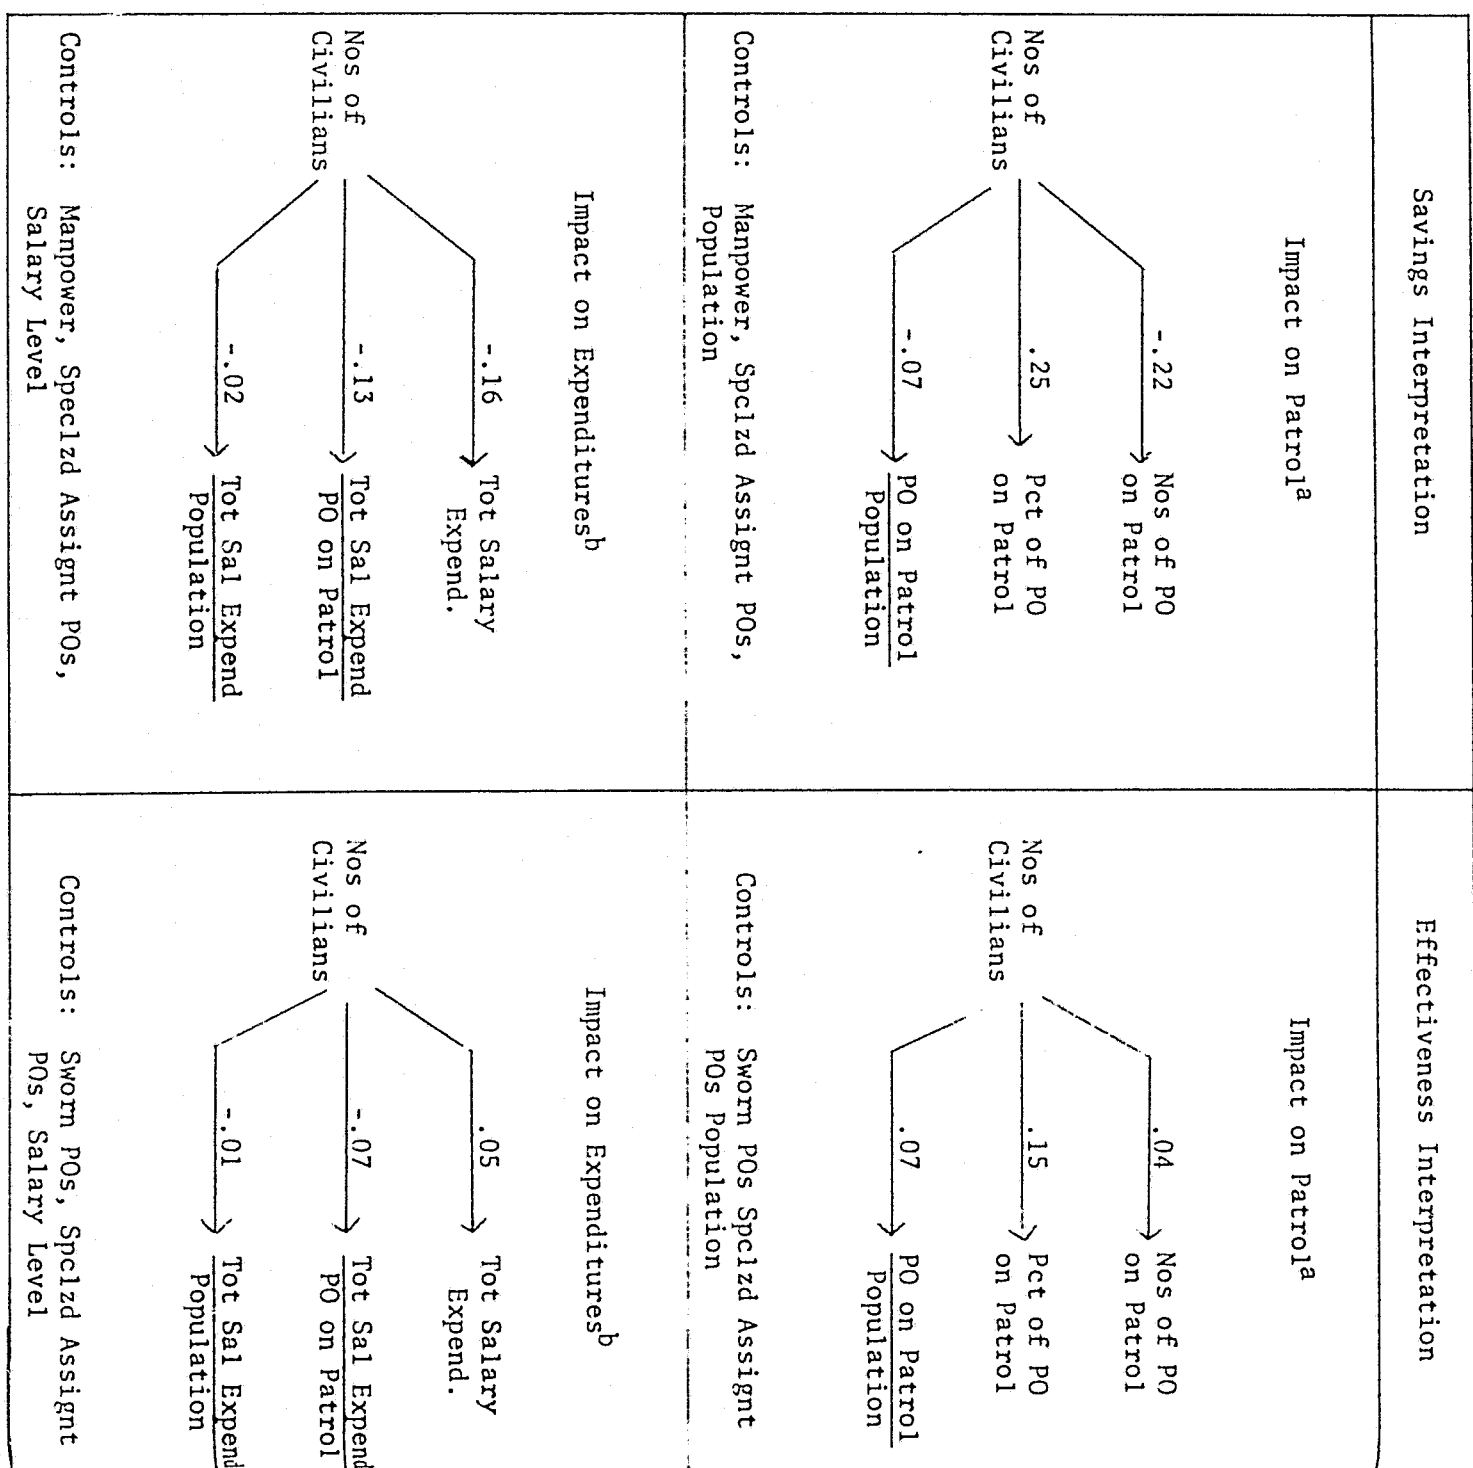 Savings Interpretation
Effectiveness Interpretation
Impact on Patrolᵃ
Nos of
Civilians
-.22
Nos of PO
on Patrol
.25
Pct of PO
on Patrol
-.07
PO on Patrol
Population
Controls: Manpower, Spclzd Assignt POs,
Population
Impact on Patrolᵃ
Nos of
Civilians
.04
Nos of PO
on Patrol
.15
Pct of PO
on Patrol
.07
PO on Patrol
Population
Controls: Sworn POs Spclzd Assignt
POs Population
Impact on Expendituresᵇ
Nos of
Civilians
-.16
Tot Salary
Expend.
-.13
Tot Sal Expend
PO on Patrol
-.02
Tot Sal Expend
Population
Controls: Manpower, Speclzd Assignt POs,
Salary Level
Impact on Expendituresᵇ
Nos of
Civilians
.05
Tot Salary
Expend.
-.07
Tot Sal Expend
PO on Patrol
-.01
Tot Sal Expend
Population
Controls: Sworn POs, Spclzd Assignt
POs, Salary Level